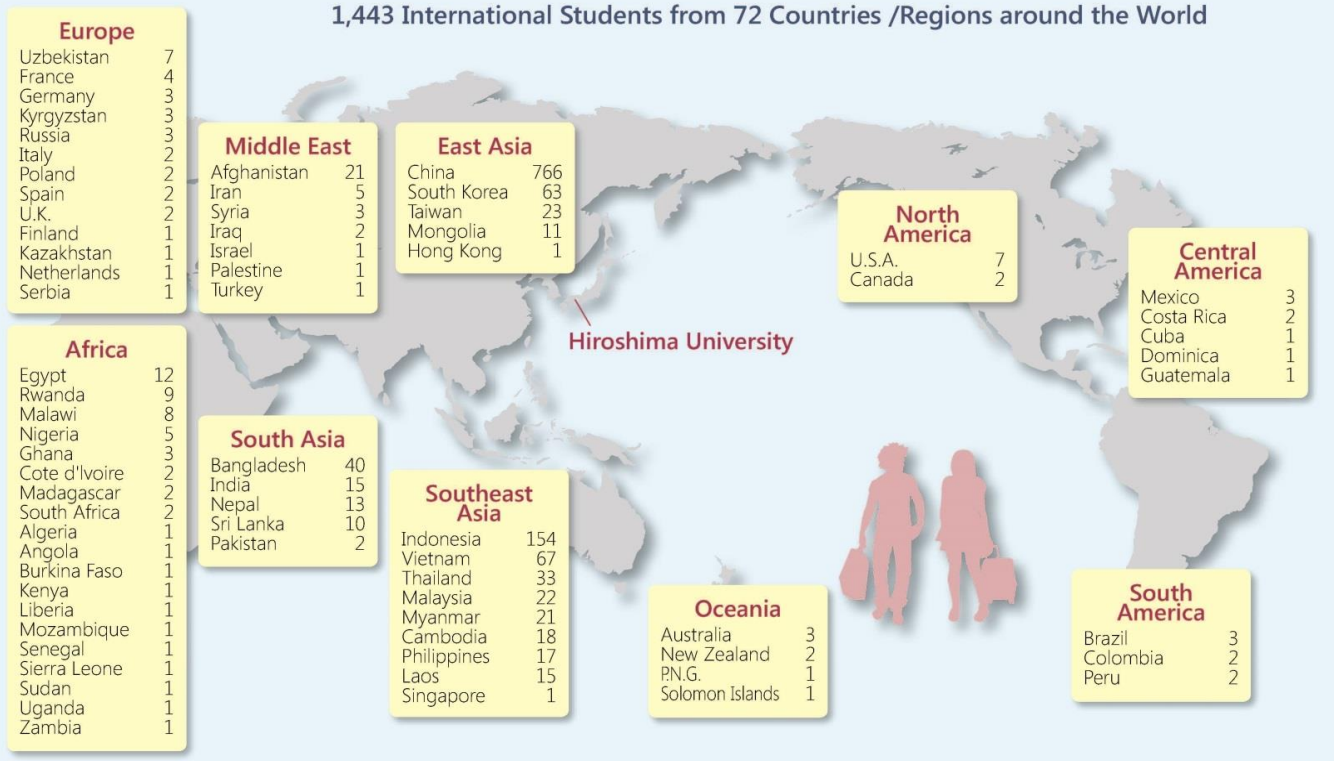 1,443 International Students from 72 Countries /Regions around the World
Europe
Uzbekistan 7
France 4
Germany 3
Kyrgyzstan 3
Russia 3
Italy 2
Poland 2
Spain 2
U.K. 2
Finland 1
Kazakhstan 1
Netherlands 1
Serbia 1
Middle East
Afghanistan 21
Iran 5
Syria 3
Iraq 2
Israel 1
Palestine 1
Turkey 1
East Asia
China 766
South Korea 63
Taiwan 23
Mongolia 11
Hong Kong 1
North
America
U.S.A. 7
Canada 2
Central
America
Mexico 3
Costa Rica 2
Cuba 1
Dominica 1
Guatemala 1
Hiroshima University
Africa
Egypt 12
Rwanda 9
Malawi 8
Nigeria 5
Ghana 3
Cote d'Ivoire 2
Madagascar 2
South Africa 2
Algeria 1
Angola 1
Burkina Faso 1
Kenya 1
Liberia 1
Mozambique 1
Senegal 1
Sierra Leone 1
Sudan 1
Uganda 1
Zambia 1
South Asia
Bangladesh 40
India 15
Nepal 13
Sri Lanka 10
Pakistan 2
Southeast
Asia
Indonesia 154
Vietnam 67
Thailand 33
Malaysia 22
Myanmar 21
Cambodia 18
Philippines 17
Laos 15
Singapore 1
Oceania
Australia 3
New Zealand 2
P.N.G. 1
Solomon Islands 1
South
America
Brazil 3
Colombia 2
Peru 2